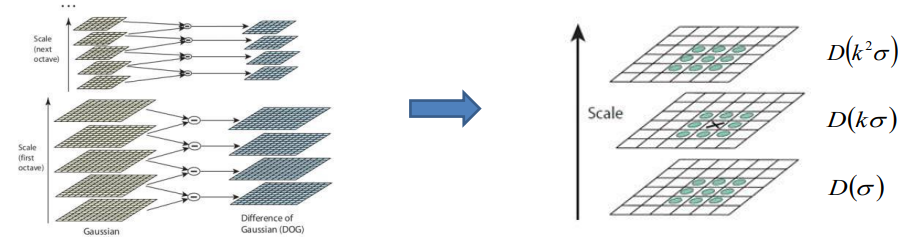 ...
Scale
(next
octave)
Scale
(first
octave)
Gaussian
Difference of
Gaussian (DOG)
Scale
D(k²σ)
D(kσ)
D(σ)